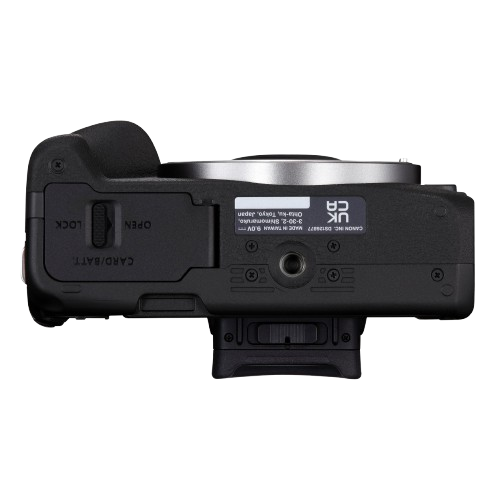 CANON INC. DS126877
MADE IN TAIWAN 9.0V⎓
UK
CA
3-30-2, Shimomaruko,
Ohta-ku, Tokyo, Japan
OPEN
LOCK
CARD/BATT.